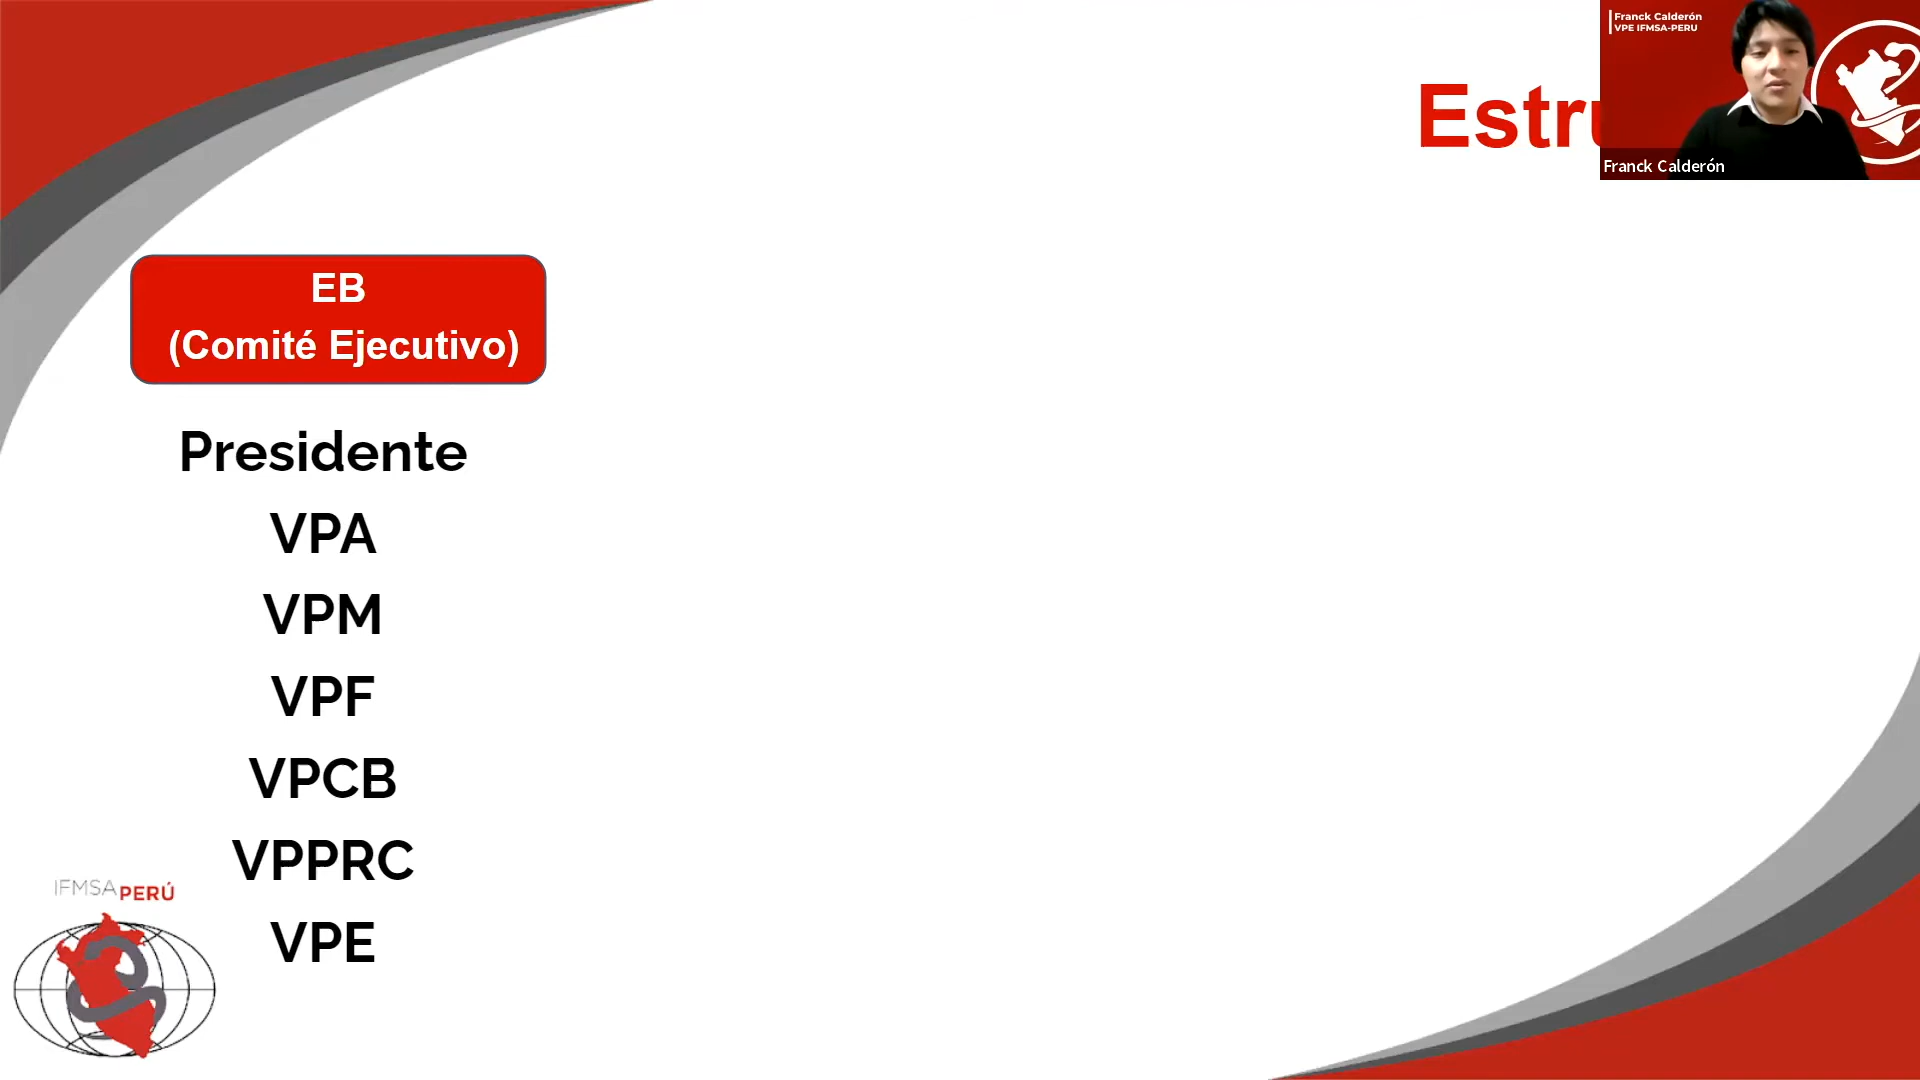 Franck Calderón
VPE IFMSA-PERU
Franck Calderón
EB
(Comité Ejecutivo)
Presidente
VPA
VPM
VPF
VPCB
VPPRC
VPE
IFMSA PERÚ